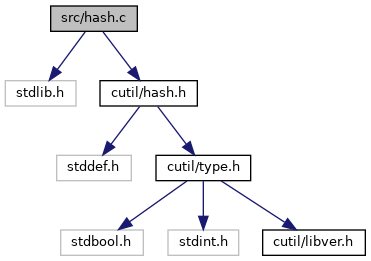 src/hash.c
stdlib.h
cutil/hash.h
stddef.h
cutil/type.h
stdbool.h
stdint.h
cutil/libver.h